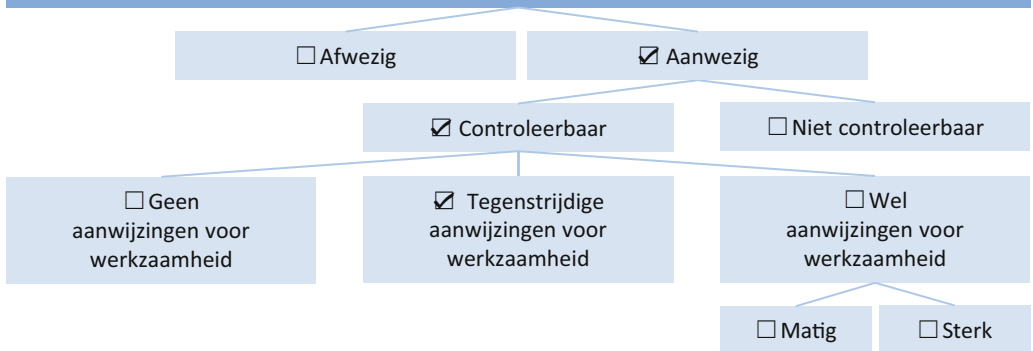 ☐ Afwezig
☑ Aanwezig
☑ Controleerbaar
☐ Niet controleerbaar
☐ Geen
aanwijzingen voor
werkzaamheid
☑ Tegenstrijdige
aanwijzingen voor
werkzaamheid
☐ Wel
aanwijzingen voor
werkzaamheid
☐ Matig
☐ Sterk